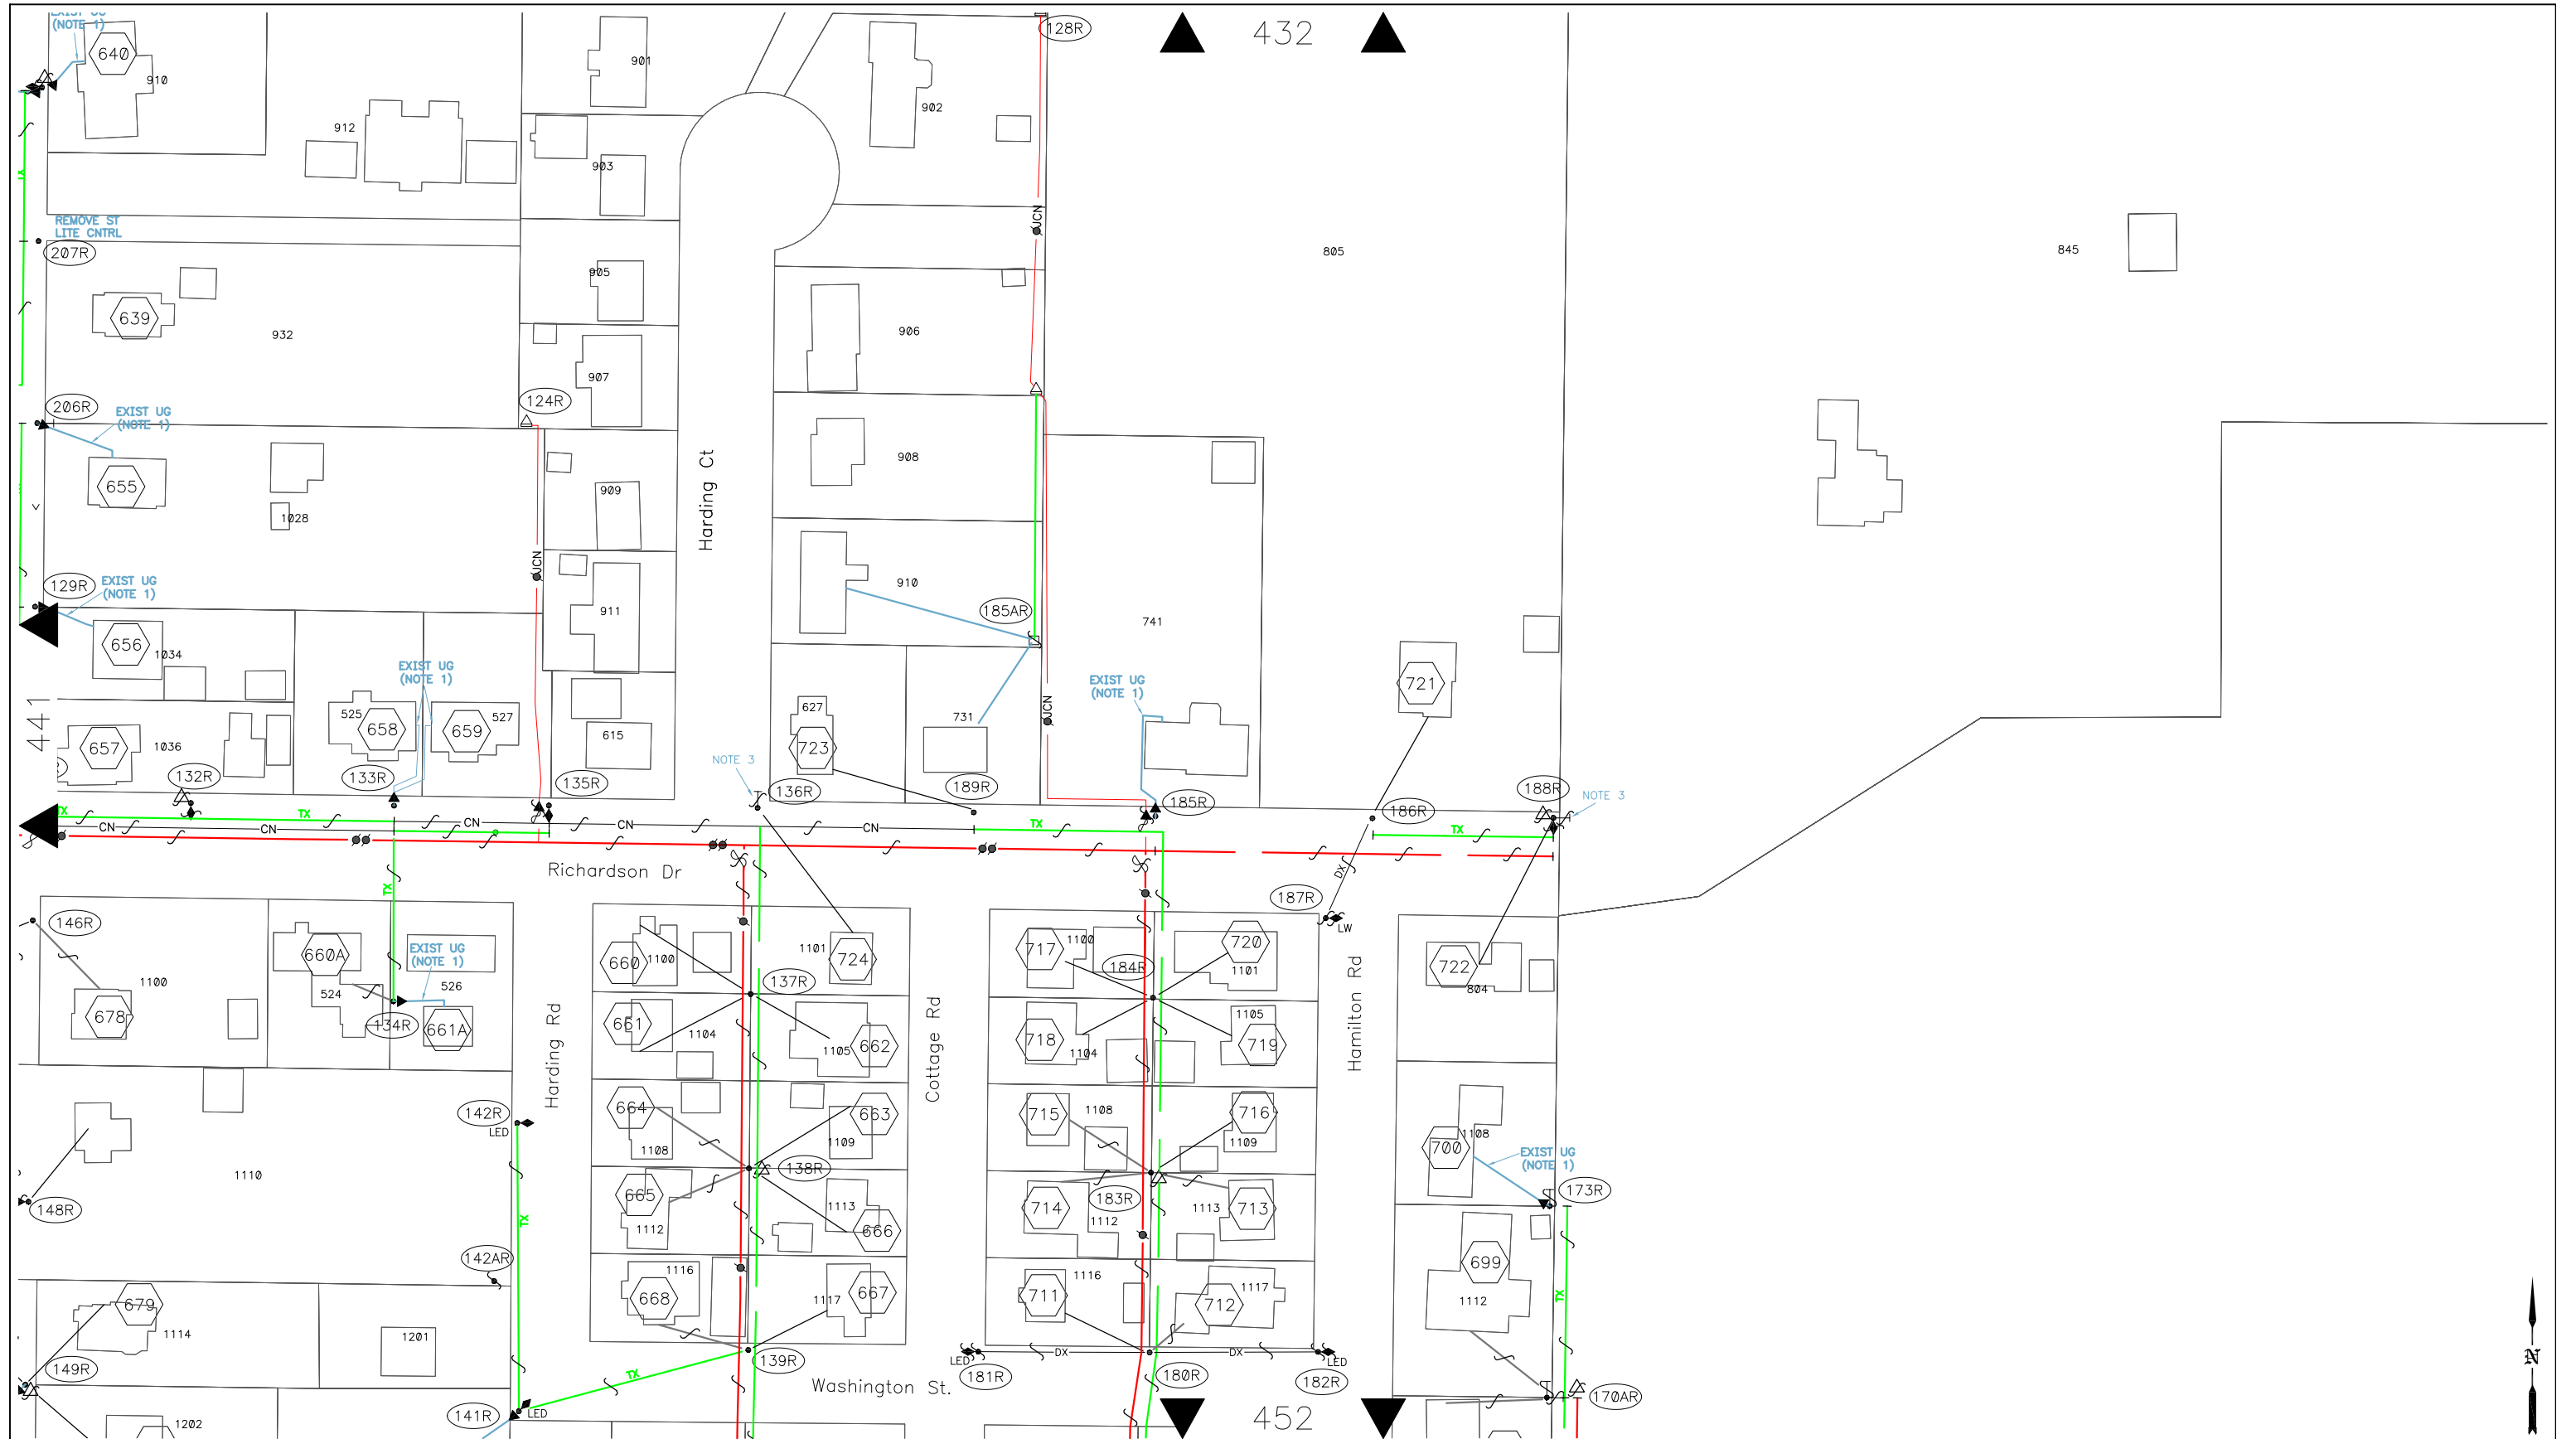 EXIST UG
(NOTE 1)
640
910
912
901
902
903
128R
432
TX
REMOVE ST
LITE CNTRL
207R
UCN
805
845
905
639
932
906
907
206R
EXIST UG
(NOTE 1)
124R
908
Harding Ct
655
909
1028
UCN
129R
EXIST UG
(NOTE 1)
910
911
185AR
741
656
1034
EXIST UG
(NOTE 1)
EXIST UG
(NOTE 1)
721
441
525
658
659
527
627
731
UCN
657
1036
615
723
NOTE 3
132R
133R
135R
136R
189R
185R
186R
188R
NOTE 3
TX
TX
CN
CN
CN
CN
CN
TX
TX
Richardson Dr
DX
TX
187R
LW
146R
660A
EXIST UG
(NOTE 1)
1100
524
526
678
134R
661A
660
1100
1101
724
717
1100
184R
720
1101
722
804
137R
Harding Rd
661
1104
1105
662
Cottage Rd
718
1104
1105
719
Hamilton Rd
142R
LED
664
1108
663
1109
715
1108
716
1109
700
1108
EXIST UG
(NOTE 1)
1110
138R
183R
173R
148R
TX
665
1112
1113
666
714
1112
1113
713
142AR
699
1112
TX
679
1114
1201
1116
668
1117
667
1116
711
1117
712
149R
139R
TX
LED
181R
DX
DX
180R
LED
182R
Washington St.
141R
LED
1202
452
170AR
N